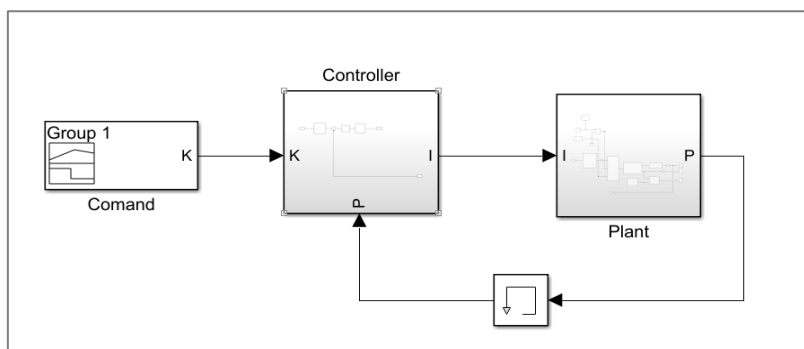 Controller
Group 1
K
Comand
K
I
P
I
P
Plant